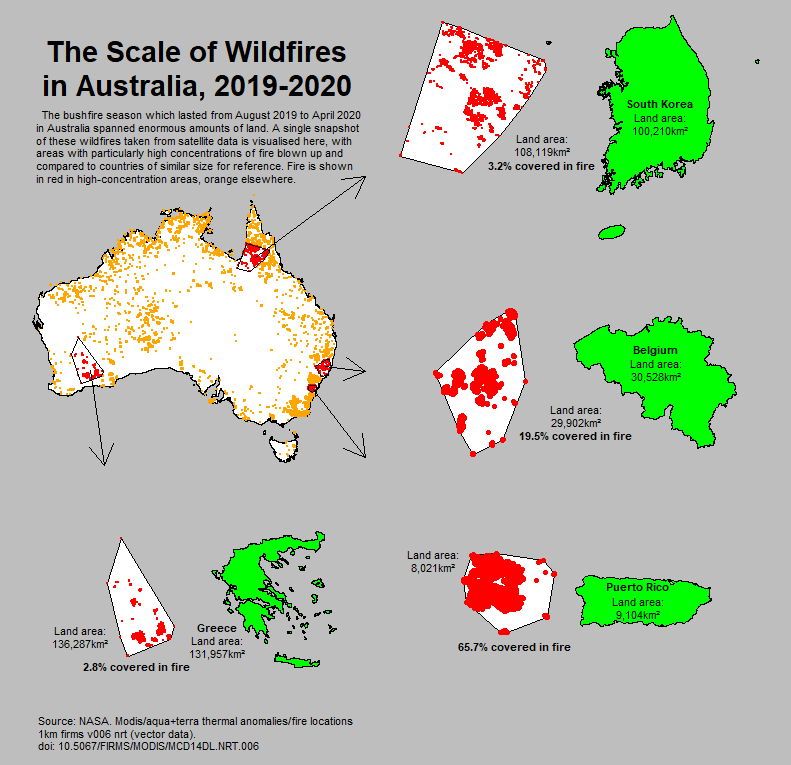 The Scale of Wildfires
in Australia, 2019-2020
The bushfire season which lasted from August 2019 to April 2020
in Australia spanned enormous amounts of land. A single snapshot
of these wildfires taken from satellite data is visualised here, with
areas with particularly high concentrations of fire blown up and
compared to countries of similar size for reference. Fire is shown
in red in high-concentration areas, orange elsewhere.
Land area:
108,119km²
3.2% covered in fire
South Korea
Land area:
100,210km²
Land area:
29,902km²
19.5% covered in fire
Belgium
Land area:
30,528km²
Land area:
136,287km²
2.8% covered in fire
Greece
Land area:
131,957km²
Land area:
8,021km²
65.7% covered in fire
Puerto Rico
Land area:
9,104km²
Source: NASA. Modis/aqua+terra thermal anomalies/fire locations
1km firms v006 nrt (vector data).
doi: 10.5067/FIRMS/MODIS/MCD14DL.NRT.006